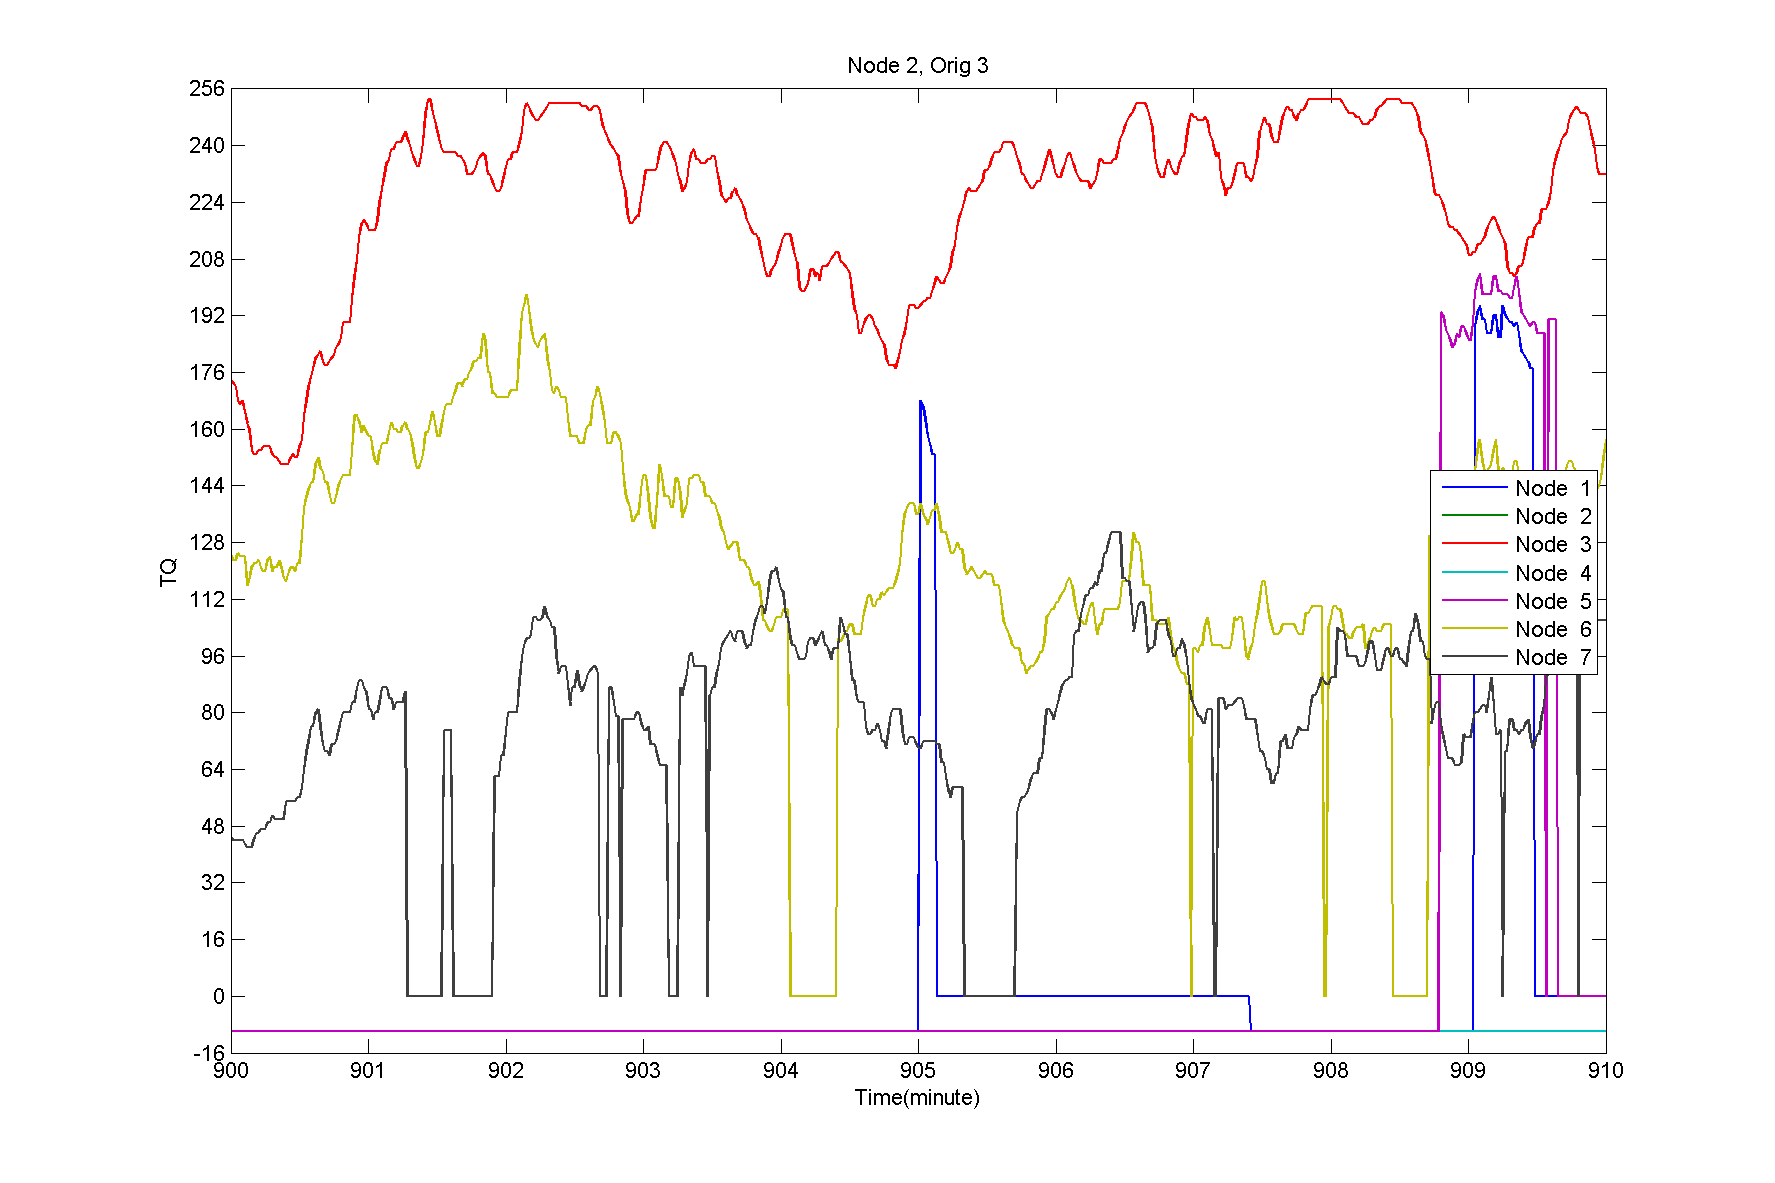 Node 2, Orig 3
256
240
224
208
192
176
160
144
128
112
96
80
64
48
32
16
0
-16
TQ
Node 1
Node 2
Node 3
Node 4
Node 5
Node 6
Node 7
900 901 902 903 904 905 906 907 908 909 910
Time(minute)